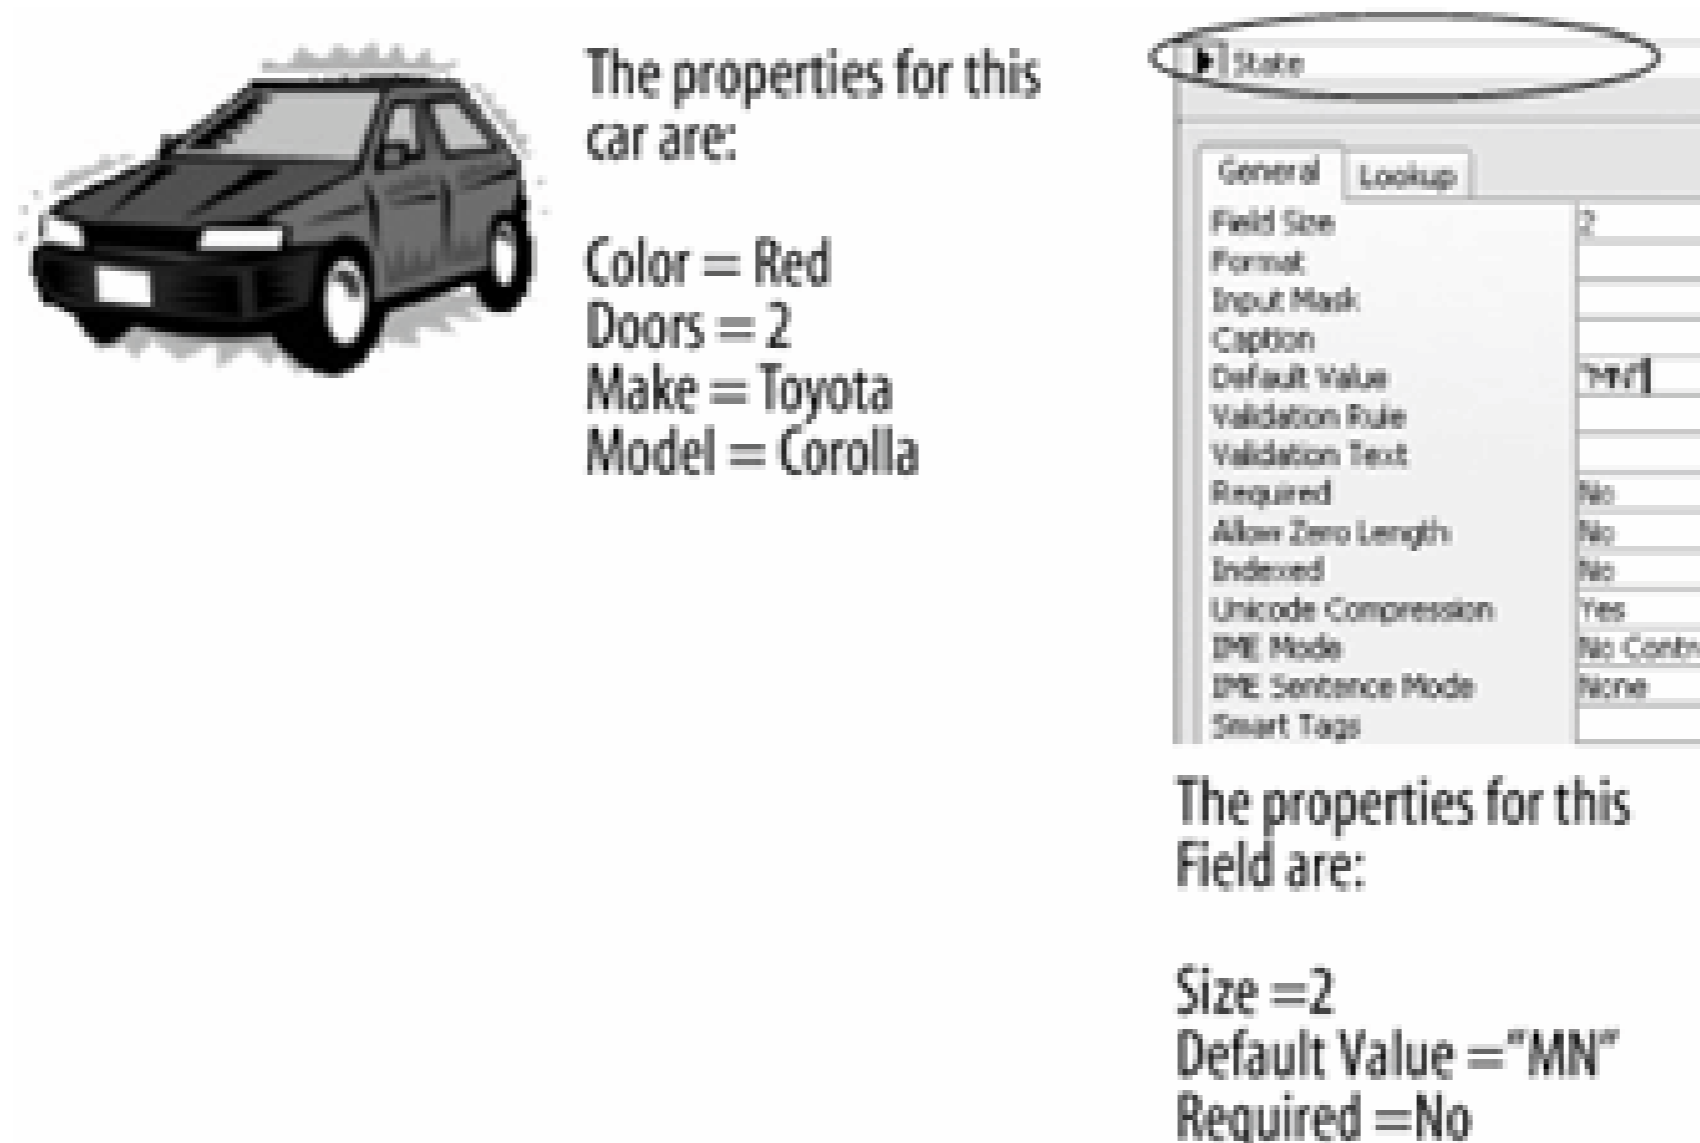 The properties for this
car are:
Color = Red
Doors = 2
Make = Toyota
Model = Corolla
State
General Lookup
Field Size 2
Format
Input Mask
Caption
Default Value "MN"
Validation Rule
Validation Text
Required No
Allow Zero Length No
Indexed No
Unicode Compression Yes
IME Mode No Contr
IME Sentence Mode None
Smart Tags
The properties for this
Field are:
Size =2
Default Value ="MN"
Required =No